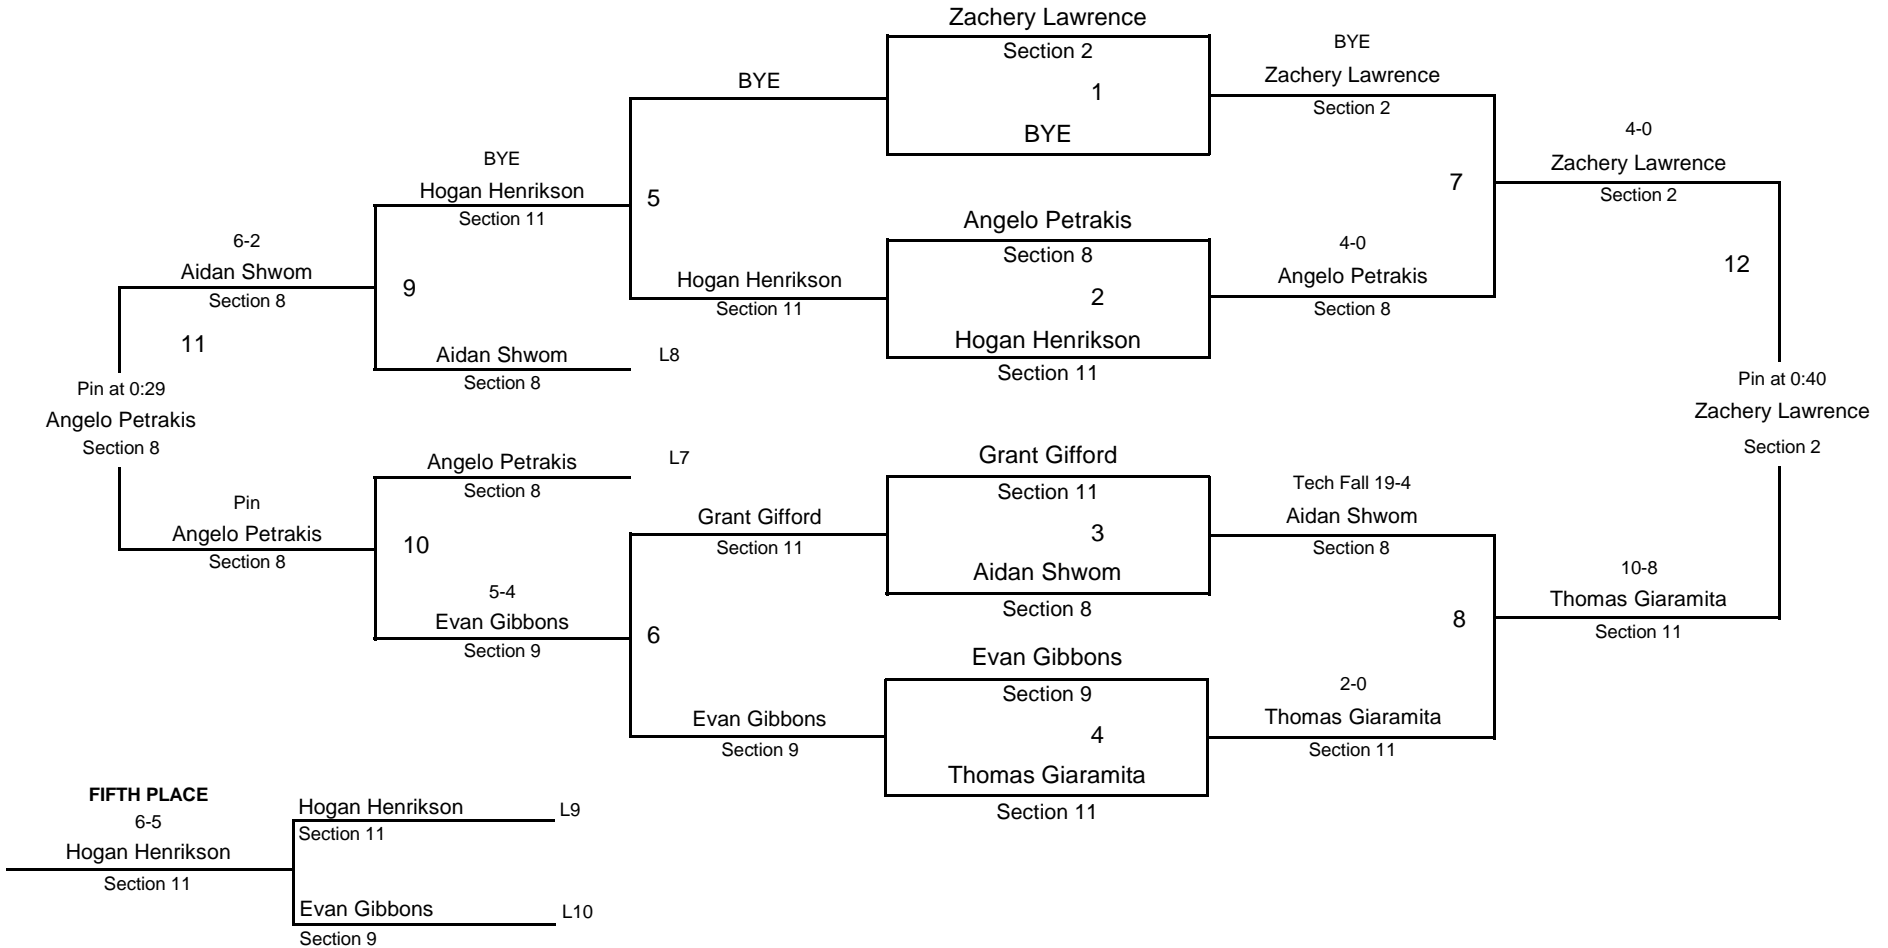 Zachery Lawrence
Section 2
1
BYE
BYE
Zachery Lawrence
Section 2
BYE
4-0
Zachery Lawrence
Section 2
BYE
Hogan Henrikson
Section 11
5
7
Angelo Petrakis
Section 8
2
Hogan Henrikson
Section 11
4-0
Angelo Petrakis
Section 8
Hogan Henrikson
Section 11
12
6-2
Aidan Shwom
Section 8
9
11
Aidan Shwom
Section 8
L8
Pin at 0:29
Angelo Petrakis
Section 8
Pin at 0:40
Zachery Lawrence
Section 2
Angelo Petrakis
Section 8
L7
Grant Gifford
Section 11
3
Aidan Shwom
Section 8
Tech Fall 19-4
Aidan Shwom
Section 8
Pin
Angelo Petrakis
Section 8
10
Grant Gifford
Section 11
5-4
Evan Gibbons
Section 9
6
8
10-8
Thomas Giaramita
Section 11
Evan Gibbons
Section 9
4
Thomas Giaramita
Section 11
2-0
Thomas Giaramita
Section 11
Evan Gibbons
Section 9
FIFTH PLACE
6-5
Hogan Henrikson
Section 11
Hogan Henrikson
L9
Section 11
Evan Gibbons
L10
Section 9